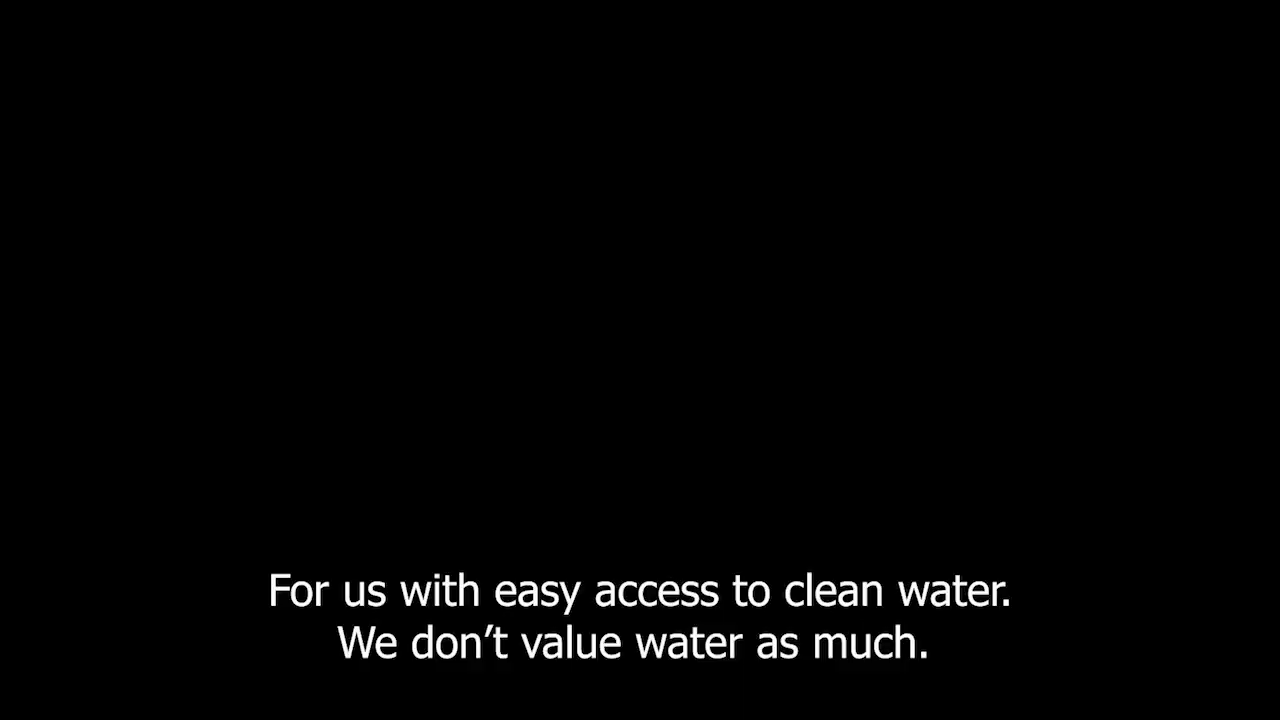 For us with easy access to clean water.
We don’t value water as much.